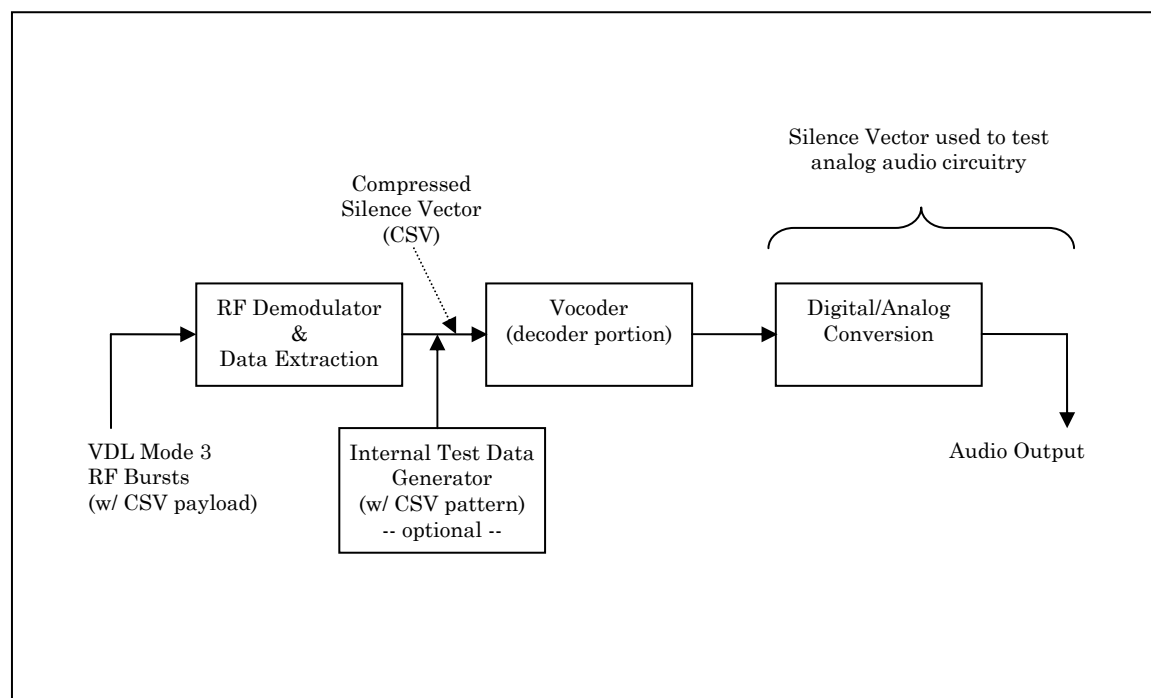 Silence Vector used to test
analog audio circuitry
Compressed
Silence Vector
(CSV)
RF Demodulator
&
Data Extraction
Vocoder
(decoder portion)
Digital/Analog
Conversion
VDL Mode 3
RF Bursts
(w/ CSV payload)
Internal Test Data
Generator
(w/ CSV pattern)
-- optional --
Audio Output